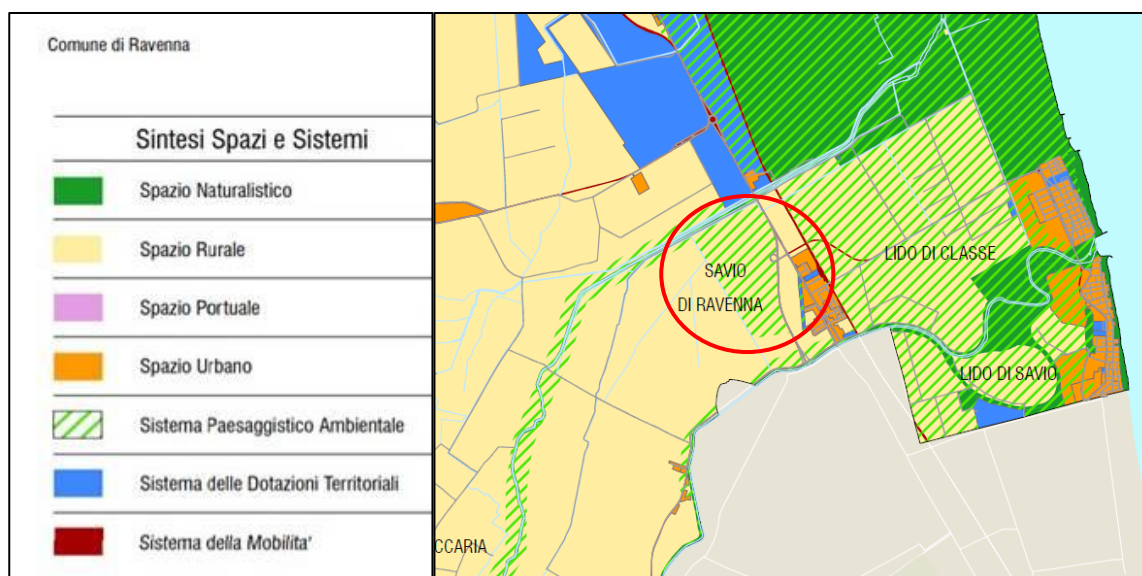 Comune di Ravenna
Sintesi Spazi e Sistemi
Spazio Naturalistico
Spazio Rurale
Spazio Portuale
Spazio Urbano
Sistema Paesaggistico Ambientale
Sistema delle Dotazioni Territoriali
Sistema della Mobilita'
LIDO DI CLASSE
SAVIO
DI RAVENNA
LIDO DI SAVIO
CCARIA